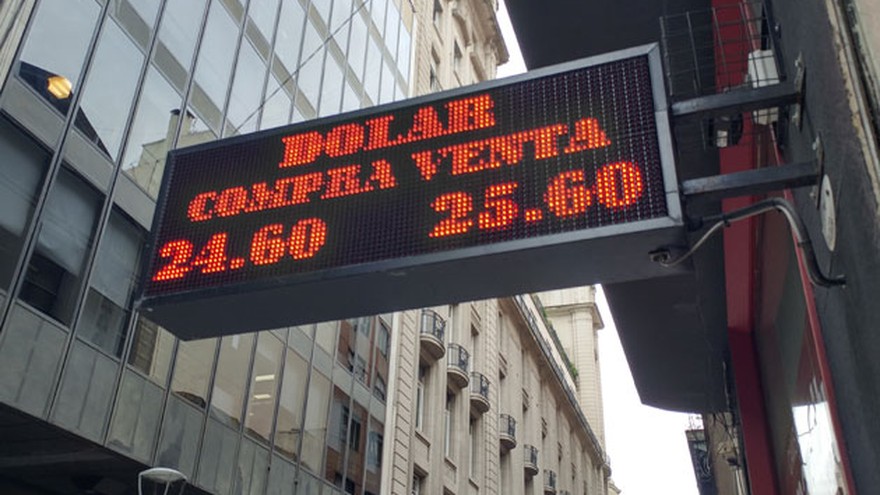 DOLAR
COMPRA VENTA
24.60 25.60